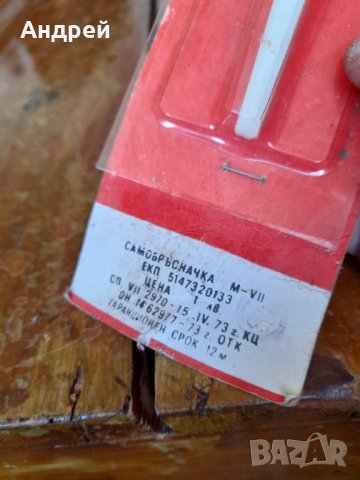 Андрей
САМОБРЪСНАЧКА М-VII
ЕКП 5147320133
ЦЕНА 1 лв.
СП. VII 2970-15.IV.73 г. КЦ
ОН 1462977-73 г. ОТК
ГАРАНЦИОНЕН СРОК 12 М
BAZAR